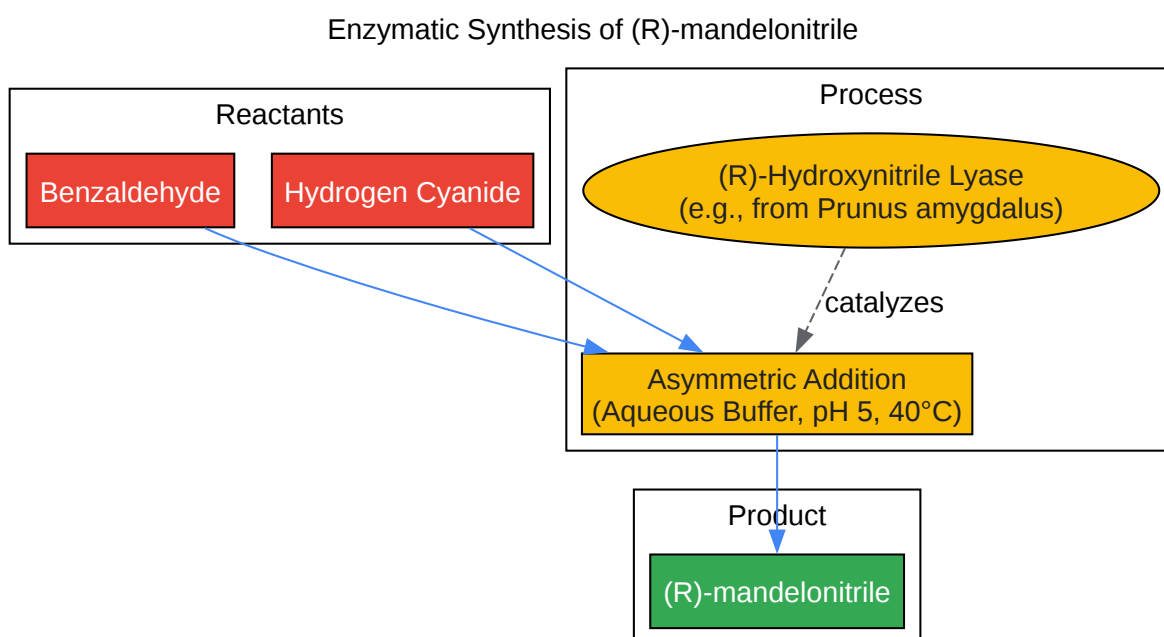 Enzymatic Synthesis of (R)-mandelonitrile
Reactants
Benzaldehyde
Hydrogen Cyanide
Process
(R)-Hydroxynitrile Lyase
(e.g., from Prunus amygdalus)
catalyzes
Asymmetric Addition
(Aqueous Buffer, pH 5, 40°C)
Product
(R)-mandelonitrile